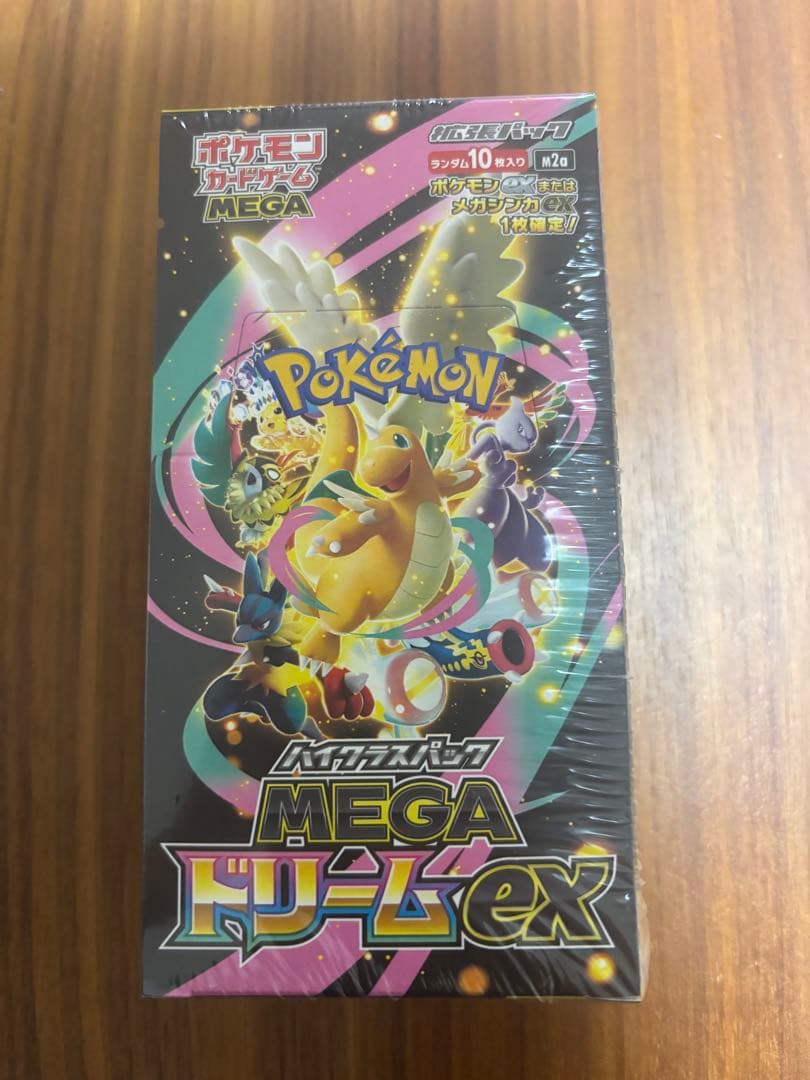 ポケモン
カードゲーム
MEGA
拡張パック
ランダム10枚入り M2a
ポケモンexまたは
メガシンカex
1枚確定!
POKéMON
TM
ハイクラスパック
MEGA
ドリームex